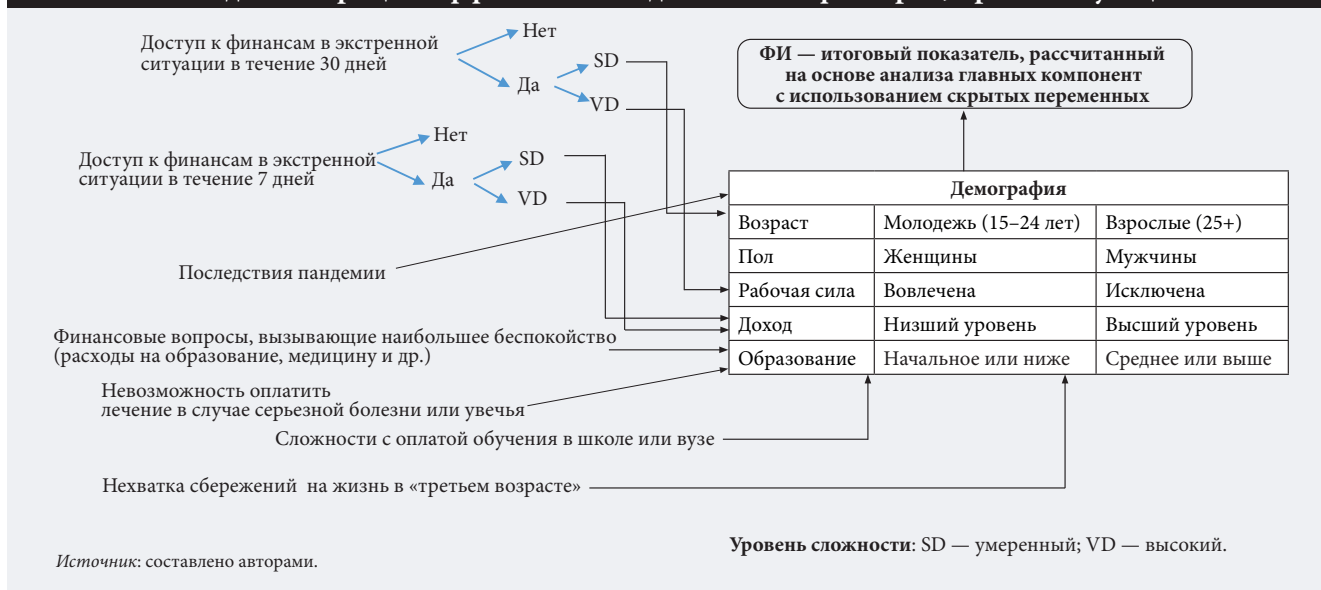 Нет
Доступ к финансам в экстренной
ситуации в течение 30 дней
SD
Да
VD
ФИ — итоговый показатель, рассчитанный
на основе анализа главных компонент
с использованием скрытых переменных
Нет
Доступ к финансам в экстренной
ситуации в течение 7 дней
SD
Да
VD
Демография
Возраст Молодежь (15–24 лет) Взрослые (25+)
Пол Женщины Мужчины
Рабочая сила Вовлечена Исключена
Доход Низший уровень Высший уровень
Образование Начальное или ниже Среднее или выше
Последствия пандемии
Финансовые вопросы, вызывающие наибольшее беспокойство
(расходы на образование, медицину и др.)
Невозможность оплатить
лечение в случае серьезной болезни или увечья
Сложности с оплатой обучения в школе или вузе
Нехватка сбережений на жизнь в «третьем возрасте»
Уровень сложности: SD — умеренный; VD — высокий.
Источник: составлено авторами.